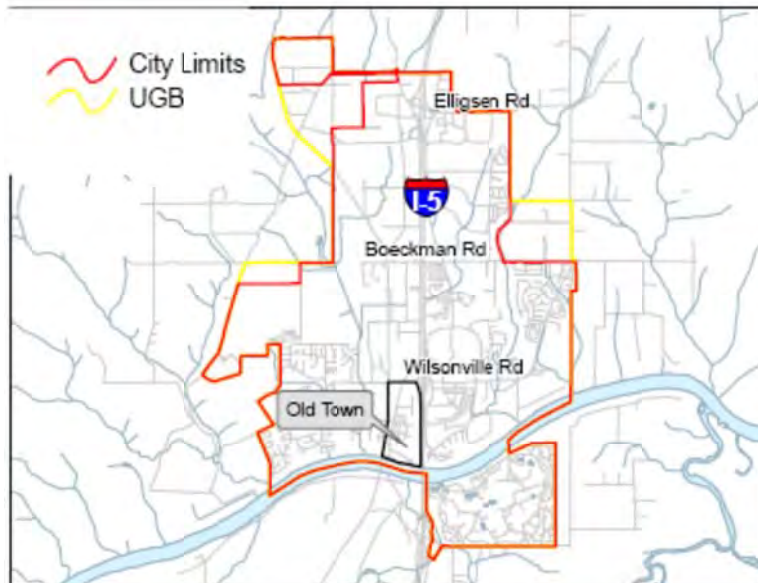 City Limits
UGB
Elligsen Rd
I-5
Boeckman Rd
Wilsonville Rd
Old Town